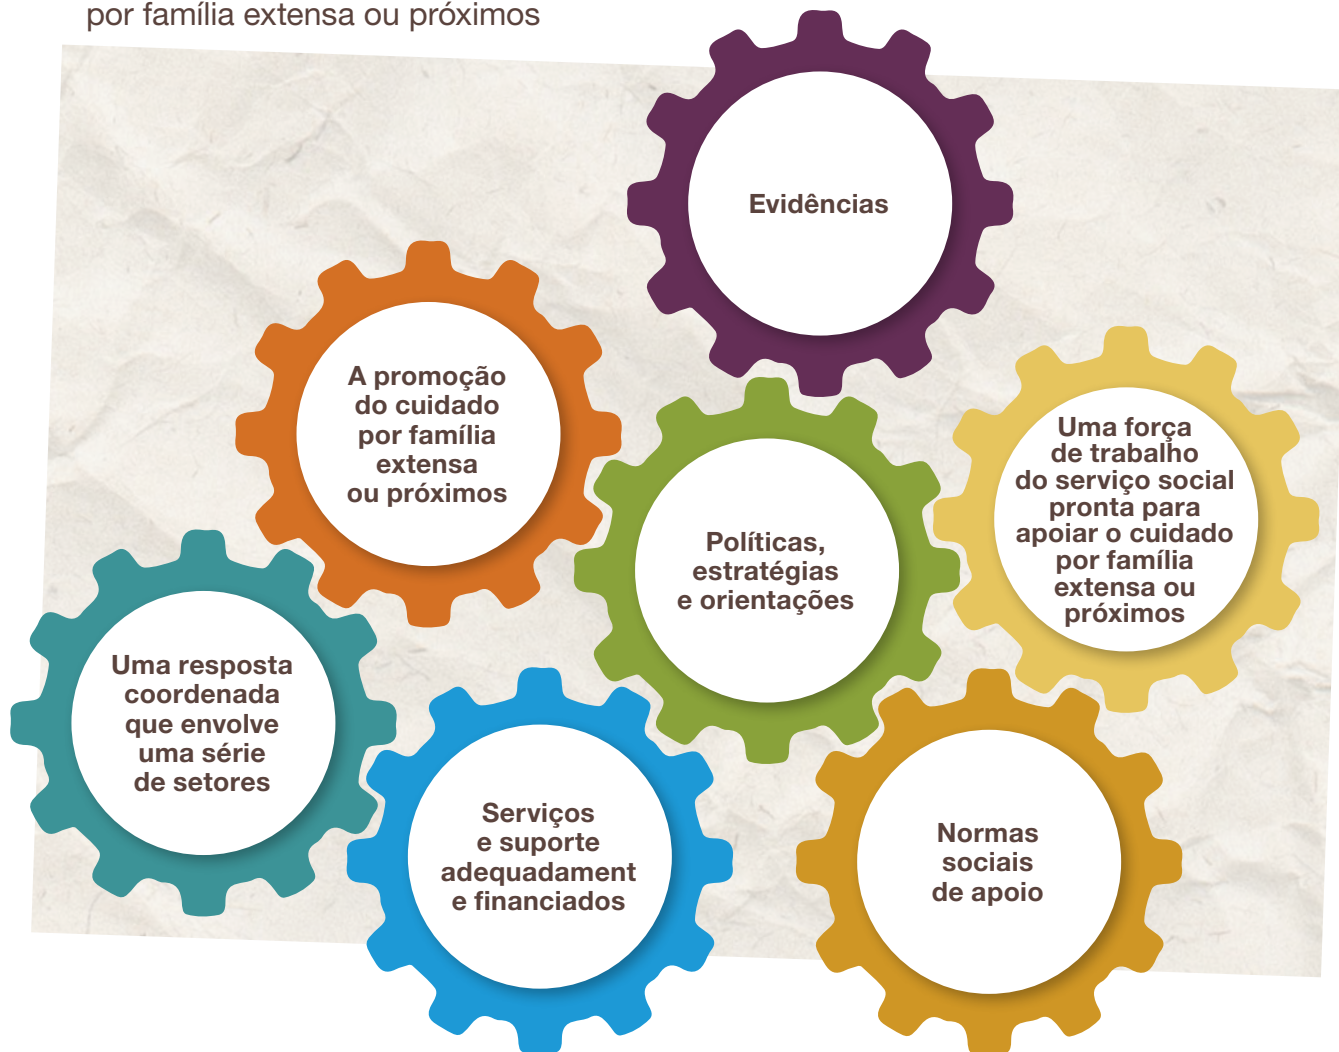 por família extensa ou próximos
Evidências
A promoção
do cuidado
por família
extensa
ou próximos
Uma força
de trabalho
do serviço social
pronta para
apoiar o cuidado
por família
extensa ou
próximos
Políticas,
estratégias
e orientações
Uma resposta
coordenada
que envolve
uma série
de setores
Serviços
e suporte
adequadament
e financiados
Normas
sociais
de apoio